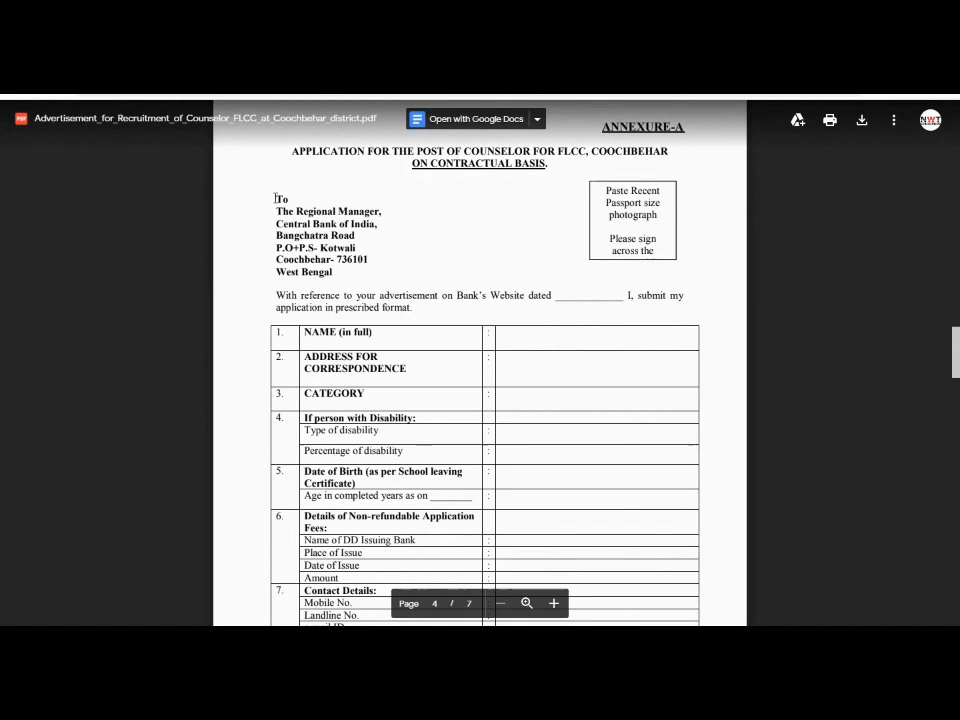 Advertisement_for_Recruitment_of_Counselor_FLCC_at_Coochbehar_district.pdf
Open with Google Docs
NWT
ANNEXURE-A
APPLICATION FOR THE POST OF COUNSELOR FOR FLCC, COOCHBEHAR
ON CONTRACTUAL BASIS.
To
The Regional Manager,
Central Bank of India,
Bangchatra Road
P.O+P.S- Kotwali
Coochbehar- 736101
West Bengal
Paste Recent
Passport size
photograph
Please sign
across the
With reference to your advertisement on Bank's Website dated ____________ I, submit my
application in prescribed format.
1. NAME (in full) :
2. ADDRESS FOR :
CORRESPONDENCE
3. CATEGORY :
4. If person with Disability:
Type of disability :
Percentage of disability :
5. Date of Birth (as per School leaving :
Certificate)
Age in completed years as on ________ :
6. Details of Non-refundable Application
Fees:
Name of DD Issuing Bank :
Place of Issue :
Date of Issue :
Amount :
7. Contact Details:
Mobile No.
Landline No.
Page 4 / 7